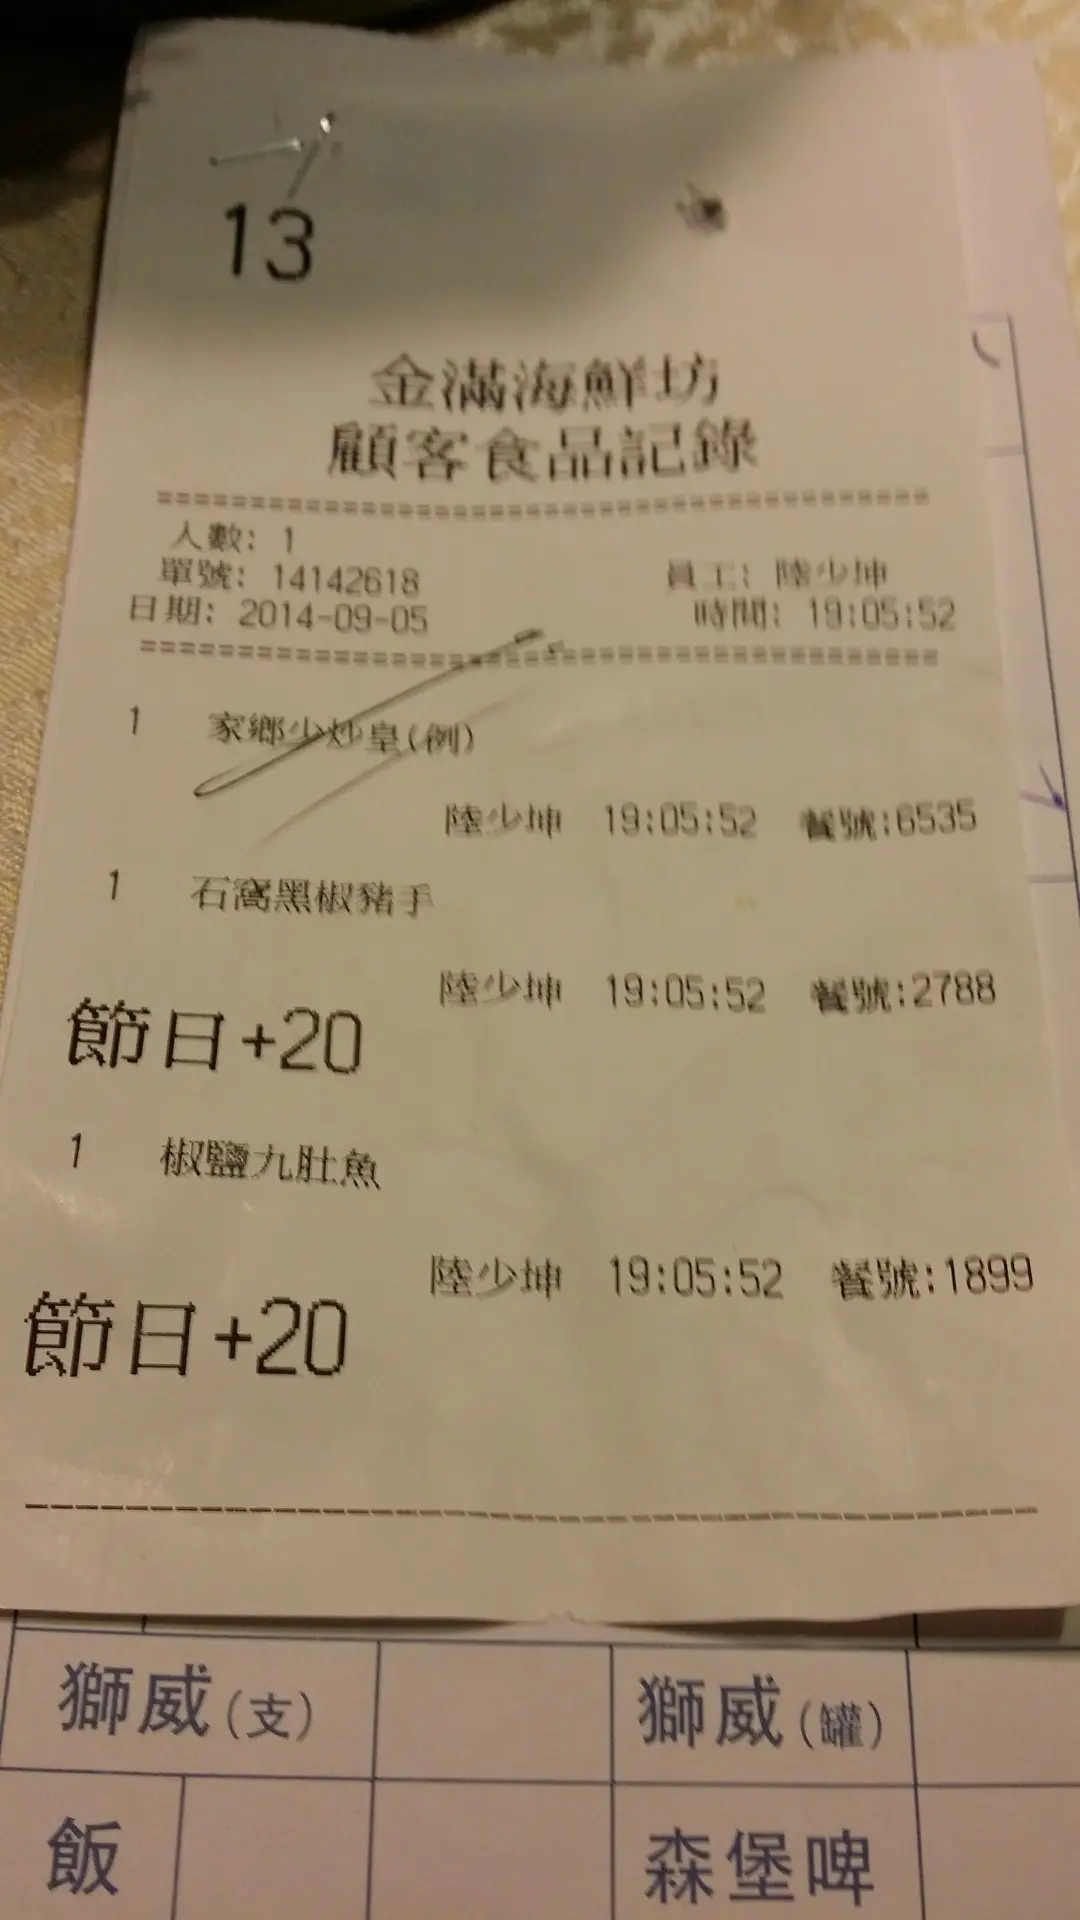 13
金滿海鮮坊
顧客食品記錄
人數: 1
單號: 14142618 員工: 陸少坤
日期: 2014-09-05 時間: 19:05:52
1 家鄉少炒皇(例)
陸少坤 19:05:52 餐號:6535
1 石窩黑椒豬手
陸少坤 19:05:52 餐號:2788
節日+20
1 椒鹽九肚魚
陸少坤 19:05:52 餐號:1899
節日+20
獅威(支) 獅威(罐)
飯 森堡啤